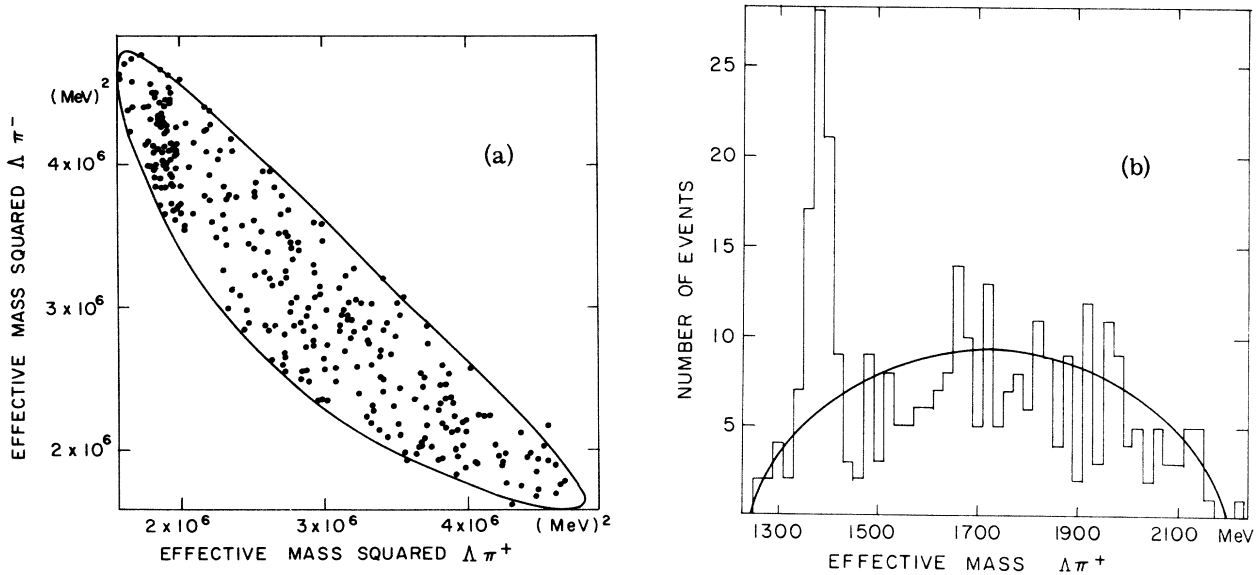 EFFECTIVE MASS SQUARED Λ π⁻
(MeV)²
4 x 10⁶
3 x 10⁶
2 x 10⁶
(a)
2 x 10⁶ 3 x 10⁶ 4 x 10⁶ (MeV)²
EFFECTIVE MASS SQUARED Λ π⁺
NUMBER OF EVENTS
25
20
15
10
5
(b)
1300 1500 1700 1900 2100 MeV
EFFECTIVE MASS Λπ⁺